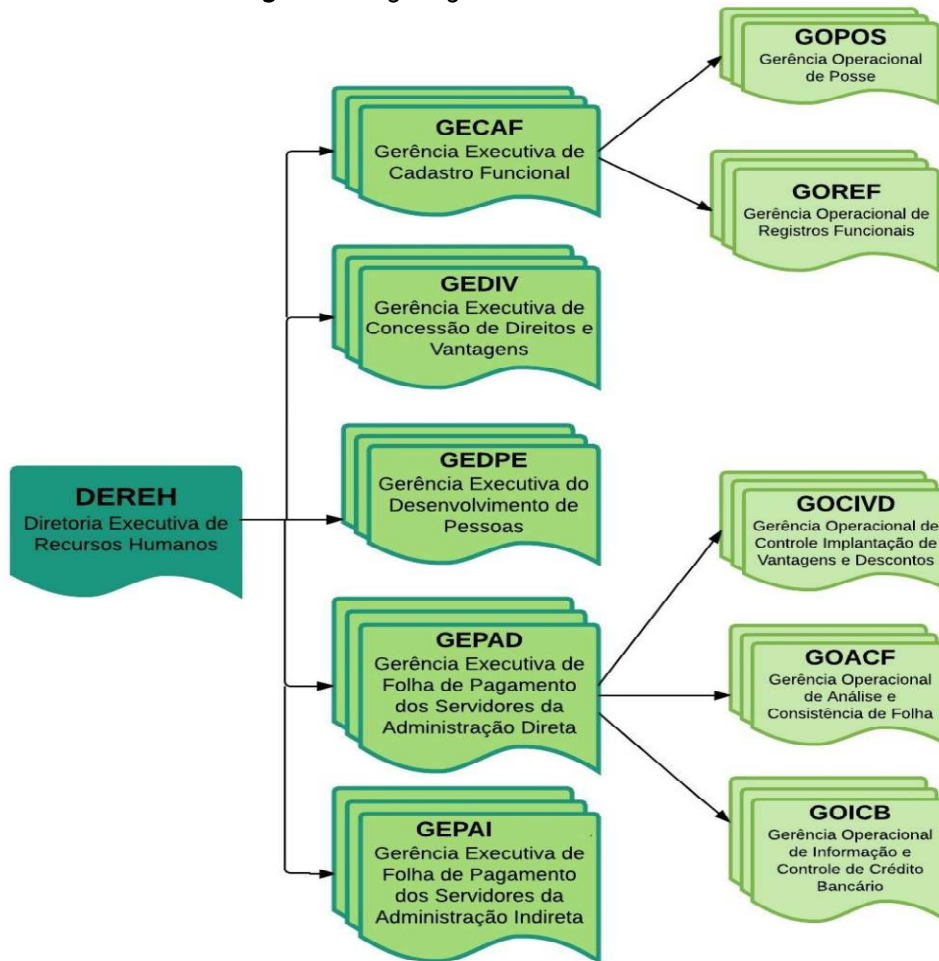 GOPOS
Gerência Operacional
de Posse
GECAF
Gerência Executiva de
Cadastro Funcional
GOREF
Gerência Operacional de
Registros Funcionais
GEDIV
Gerência Executiva de
Concessão de Direitos e
Vantagens
GEDPE
Gerência Executiva do
Desenvolvimento de
Pessoas
DEREH
Diretoria Executiva de
Recursos Humanos
GOCIVD
Gerência Operacional de
Controle Implantação de
Vantagens e Descontos
GEPAD
Gerência Executiva de
Folha de Pagamento
dos Servidores da
Administração Direta
GOACF
Gerência Operacional
de Análise e
Consistência de Folha
GEPAI
Gerência Executiva de
Folha de Pagamento
dos Servidores da
Administração Indireta
GOICB
Gerência Operacional
de Informação e
Controle de Crédito
Bancário